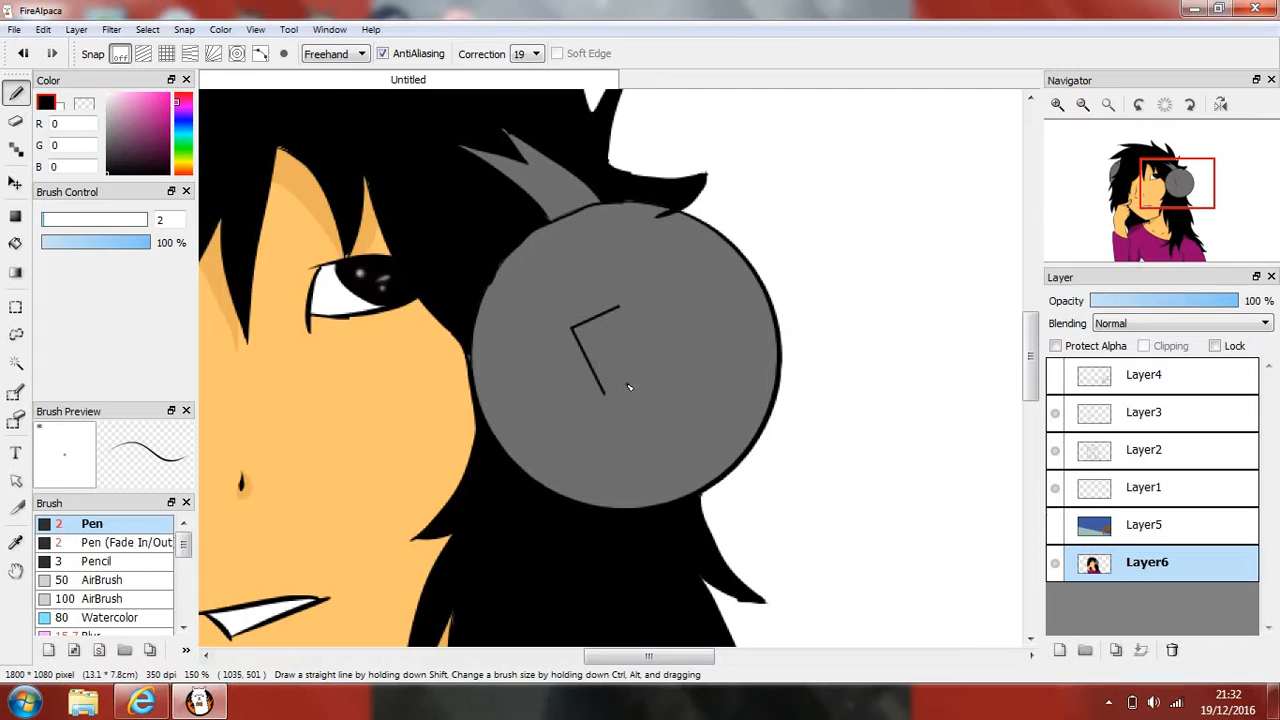 FireAlpaca
File Edit Layer Filter Select Snap Color View Tool Window Help
Snap off Freehand AntiAliasing Correction 19 Soft Edge
Color
R 0
G 0
B 0
Brush Control
2
100 %
Brush Preview
Brush
2 Pen
2 Pen (Fade In/Out
3 Pencil
50 AirBrush
100 AirBrush
80 Watercolor
Untitled
Navigator
Layer
Opacity 100 %
Blending Normal
Protect Alpha Clipping Lock
Layer4
Layer3
Layer2
Layer1
Layer5
Layer6
1800 * 1080 pixel (13.1 * 7.8cm) 350 dpi 150 % ( 1035, 501 ) Draw a straight line by holding down Shift, Change a brush size by holding down Ctrl, Alt, and dragging
21:32
19/12/2016